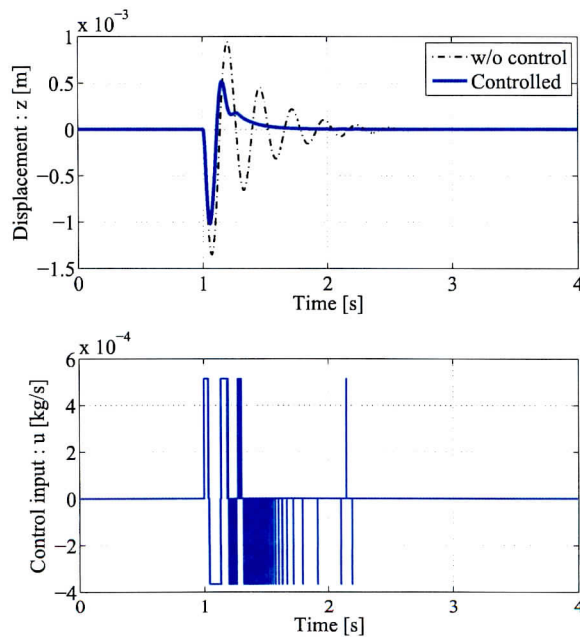 x 10⁻³
1
0.5
0
−0.5
−1
−1.5
Displacement : z [m]
w/o control
Controlled
0 1 2 3 4
Time [s]
x 10⁻⁴
6
4
2
0
−2
−4
Control input : u [kg/s]
0 1 2 3 4
Time [s]